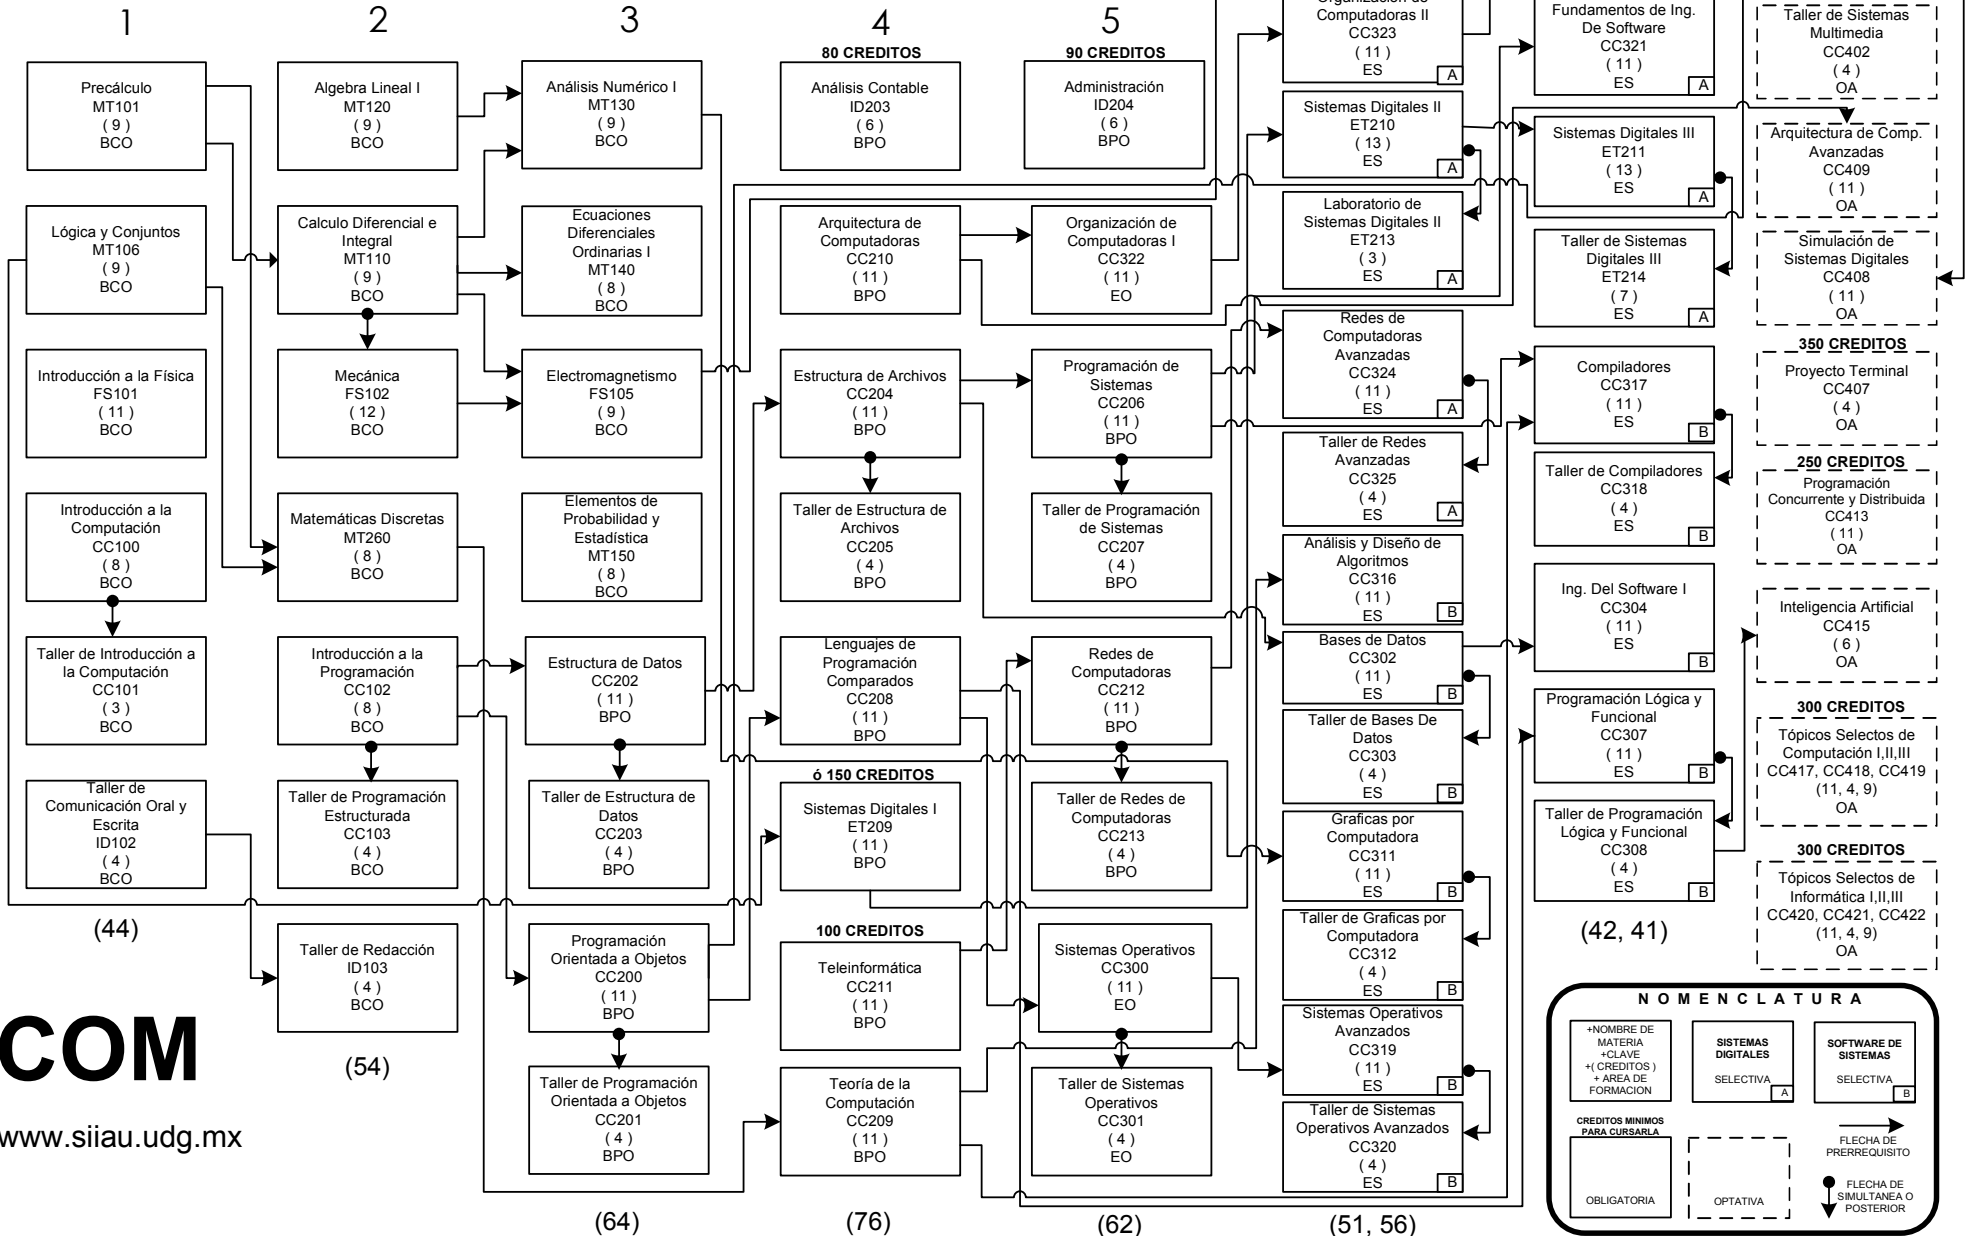 1
2
3
4
5
80 CREDITOS
90 CREDITOS
Precálculo
MT101
( 9 )
BCO
Lógica y Conjuntos
MT106
( 9 )
BCO
Introducción a la Física
FS101
( 11 )
BCO
Introducción a la
Computación
CC100
( 8 )
BCO
Taller de Introducción a
la Computación
CC101
( 3 )
BCO
Taller de
Comunicación Oral y
Escrita
ID102
( 4 )
BCO
(44)
Algebra Lineal I
MT120
( 9 )
BCO
Calculo Diferencial e
Integral
MT110
( 9 )
BCO
Mecánica
FS102
( 12 )
BCO
Matemáticas Discretas
MT260
( 8 )
BCO
Introducción a la
Programación
CC102
( 8 )
BCO
Taller de Programación
Estructurada
CC103
( 4 )
BCO
Taller de Redacción
ID103
( 4 )
BCO
(54)
Análisis Numérico I
MT130
( 9 )
BCO
Ecuaciones
Diferenciales
Ordinarias I
MT140
( 8 )
BCO
Electromagnetismo
FS105
( 9 )
BCO
Elementos de
Probabilidad y
Estadística
MT150
( 8 )
BCO
Estructura de Datos
CC202
( 11 )
BPO
Taller de Estructura de
Datos
CC203
( 4 )
BPO
Programación
Orientada a Objetos
CC200
( 11 )
BPO
Taller de Programación
Orientada a Objetos
CC201
( 4 )
BPO
(64)
Análisis Contable
ID203
( 6 )
BPO
Arquitectura de
Computadoras
CC210
( 11 )
BPO
Estructura de Archivos
CC204
( 11 )
BPO
Taller de Estructura de
Archivos
CC205
( 4 )
BPO
Lenguajes de
Programación
Comparados
CC208
( 11 )
BPO
ó 150 CREDITOS
Sistemas Digitales I
ET209
( 11 )
BPO
100 CREDITOS
Teleinformática
CC211
( 11 )
BPO
Teoría de la
Computación
CC209
( 11 )
BPO
(76)
Administración
ID204
( 6 )
BPO
Organización de
Computadoras I
CC322
( 11 )
EO
Programación de
Sistemas
CC206
( 11 )
BPO
Taller de Programación
de Sistemas
CC207
( 4 )
BPO
Redes de
Computadoras
CC212
( 11 )
BPO
Taller de Redes de
Computadoras
CC213
( 4 )
BPO
Sistemas Operativos
CC300
( 11 )
EO
Taller de Sistemas
Operativos
CC301
( 4 )
EO
(62)
Organización de
Computadoras II
CC323
( 11 )
ES
A
Sistemas Digitales II
ET210
( 13 )
ES
A
Laboratorio de
Sistemas Digitales II
ET213
( 3 )
ES
A
Redes de
Computadoras
Avanzadas
CC324
( 11 )
ES
A
Taller de Redes
Avanzadas
CC325
( 4 )
ES
A
Análisis y Diseño de
Algoritmos
CC316
( 11 )
ES
B
Bases de Datos
CC302
( 11 )
ES
B
Taller de Bases De
Datos
CC303
( 4 )
ES
B
Graficas por
Computadora
CC311
( 11 )
ES
B
Taller de Graficas por
Computadora
CC312
( 4 )
ES
B
Sistemas Operativos
Avanzados
CC319
( 11 )
ES
B
Taller de Sistemas
Operativos Avanzados
CC320
( 4 )
ES
B
(51, 56)
Fundamentos de Ing.
De Software
CC321
( 11 )
ES
A
Sistemas Digitales III
ET211
( 13 )
ES
A
Taller de Sistemas
Digitales III
ET214
( 7 )
ES
A
Compiladores
CC317
( 11 )
ES
B
Taller de Compiladores
CC318
( 4 )
ES
B
Ing. Del Software I
CC304
( 11 )
ES
B
Programación Lógica y
Funcional
CC307
( 11 )
ES
B
Taller de Programación
Lógica y Funcional
CC308
( 4 )
ES
B
(42, 41)
Taller de Sistemas
Multimedia
CC402
( 4 )
OA
Arquitectura de Comp.
Avanzadas
CC409
( 11 )
OA
Simulación de
Sistemas Digitales
CC408
( 11 )
OA
350 CREDITOS
Proyecto Terminal
CC407
( 4 )
OA
250 CREDITOS
Programación
Concurrente y Distribuida
CC413
( 11 )
OA
Inteligencia Artificial
CC415
( 6 )
OA
300 CREDITOS
Tópicos Selectos de
Computación I,II,III
CC417, CC418, CC419
(11, 4, 9)
OA
300 CREDITOS
Tópicos Selectos de
Informática I,II,III
CC420, CC421, CC422
(11, 4, 9)
OA
COM
www.siiau.udg.mx
NOMENCLATURA
+NOMBRE DE
MATERIA
+CLAVE
+( CREDITOS )
+ AREA DE
FORMACION
SISTEMAS
DIGITALES
SELECTIVA
A
SOFTWARE DE
SISTEMAS
SELECTIVA
B
CREDITOS MINIMOS
PARA CURSARLA
OBLIGATORIA
OPTATIVA
FLECHA DE
PRERREQUISITO
FLECHA DE
SIMULTANEA O
POSTERIOR